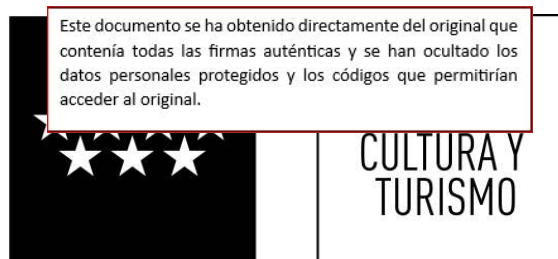 Este documento se ha obtenido directamente del original que
contenía todas las firmas auténticas y se han ocultado los
datos personales protegidos y los códigos que permitirían
acceder al original.
CULTURA Y
TURISMO